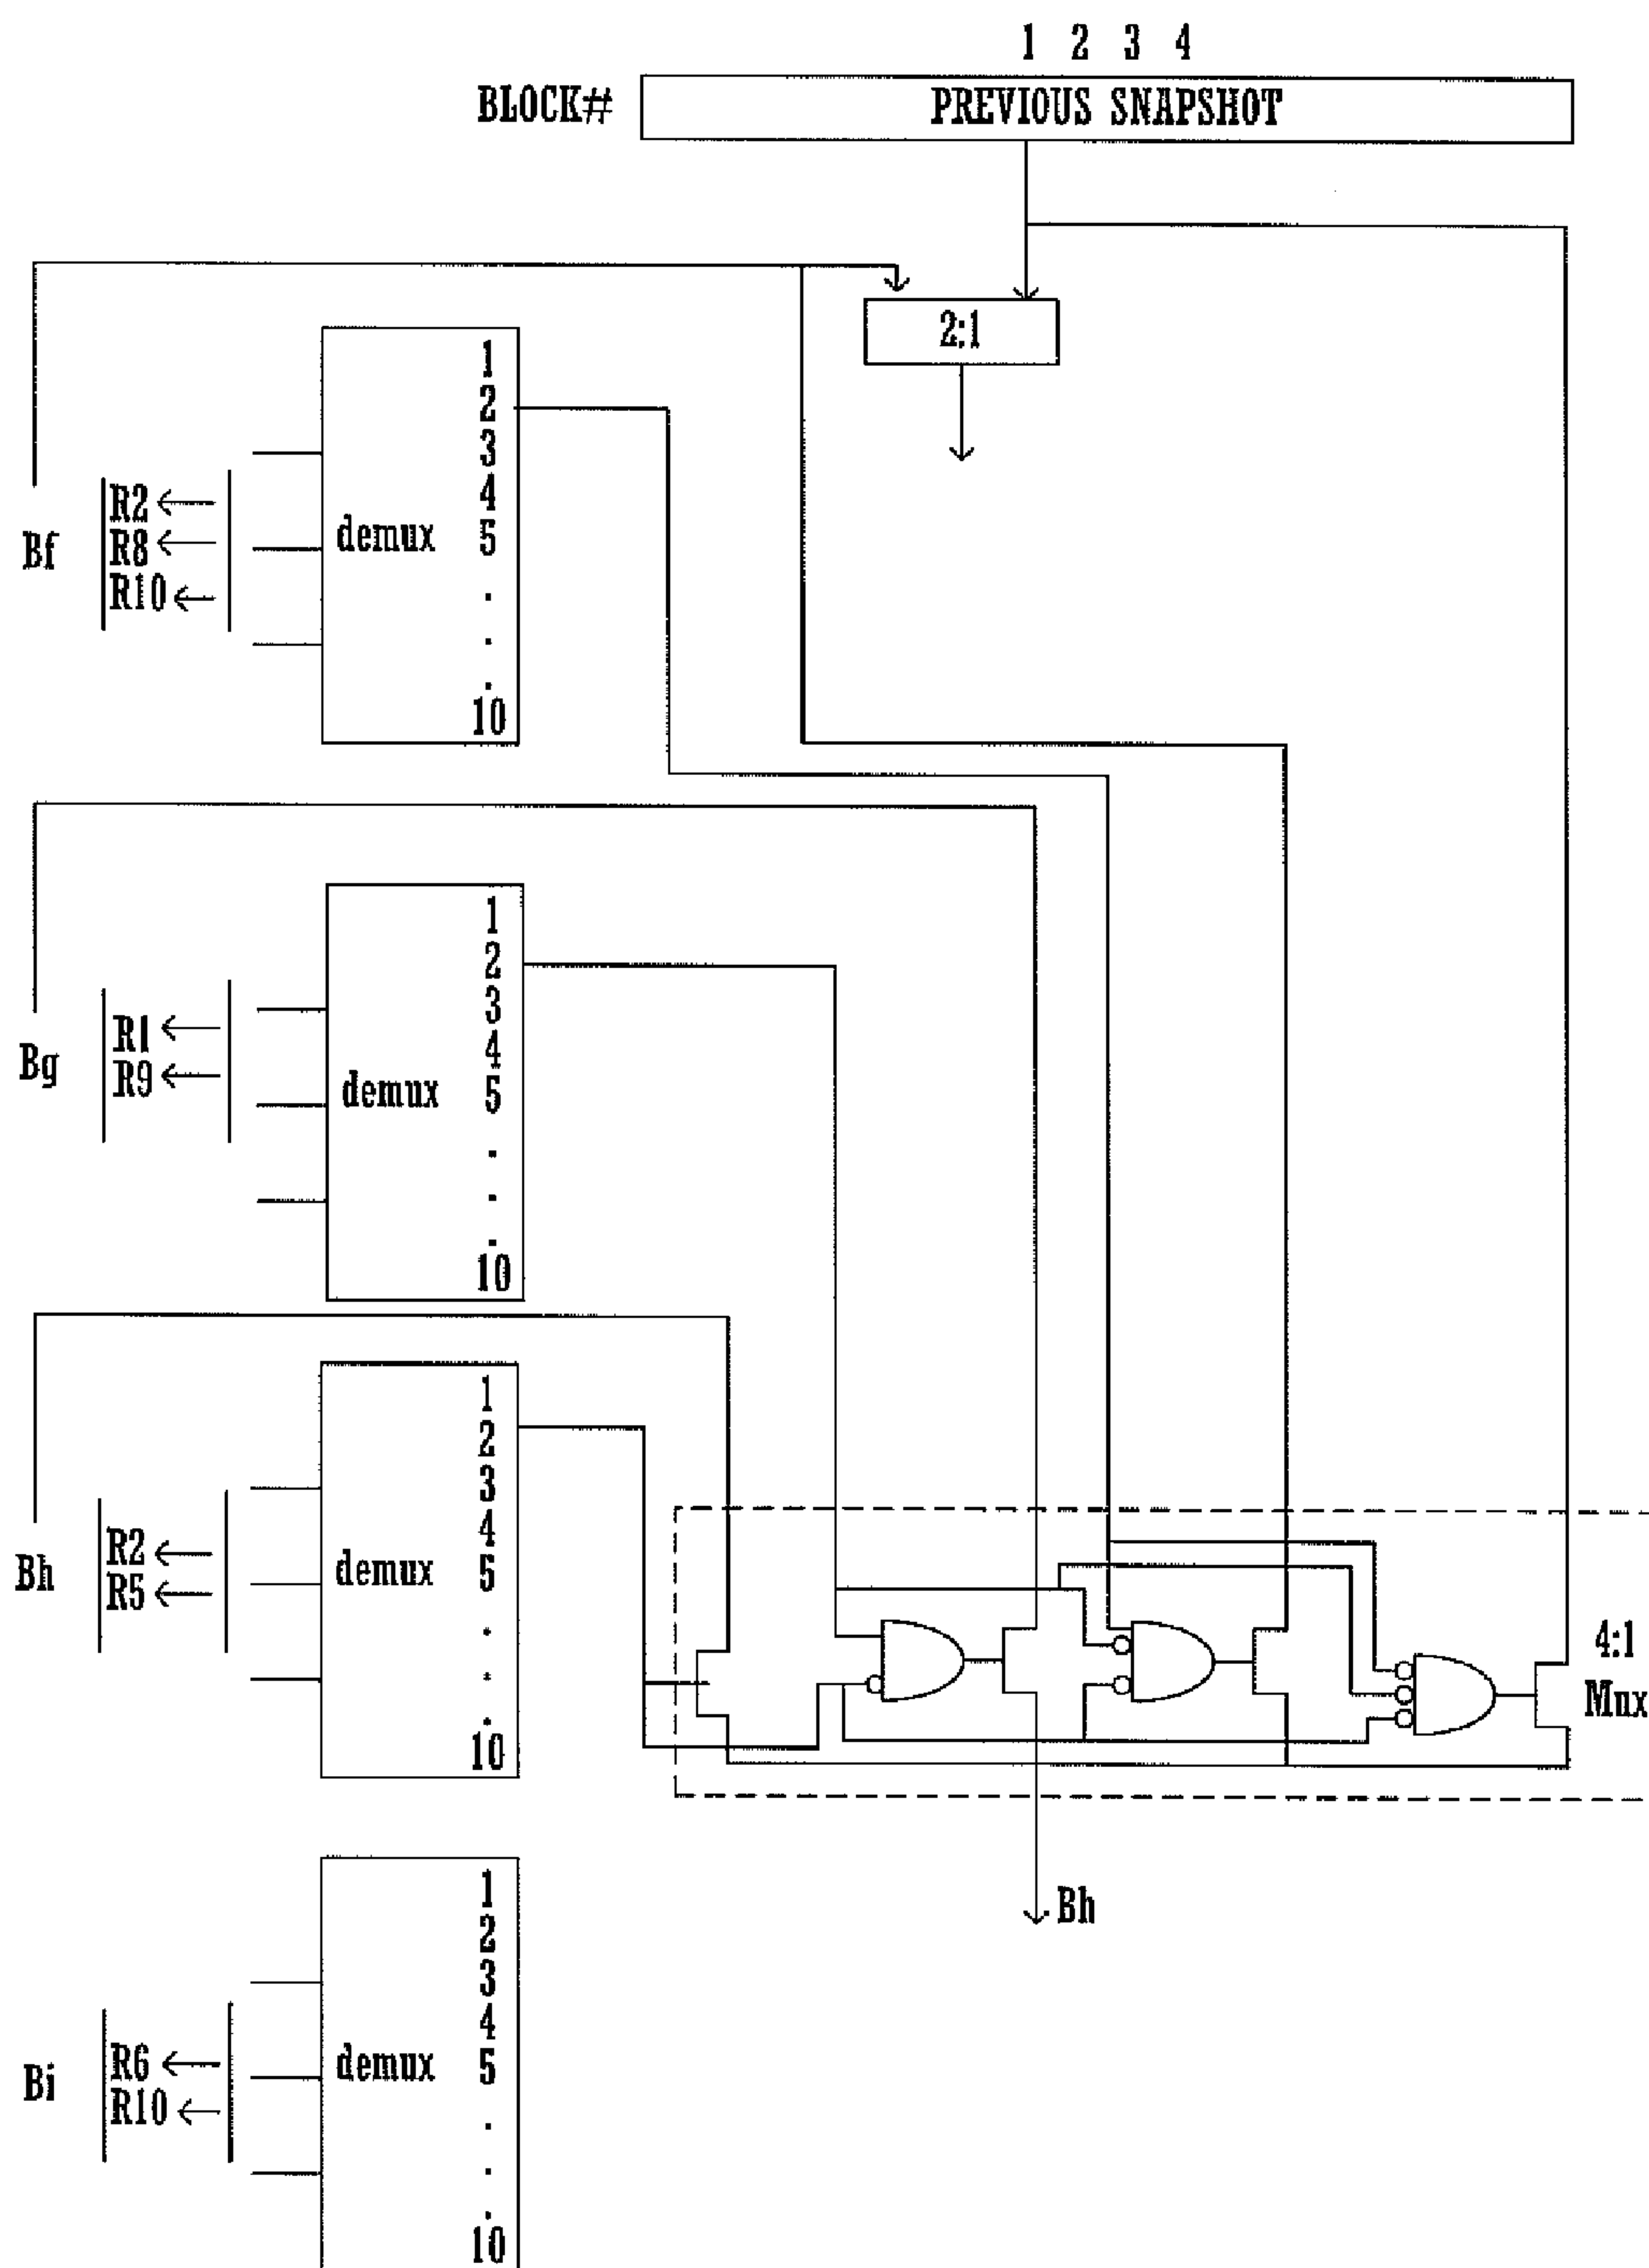 1 2 3 4
BLOCK# PREVIOUS SNAPSHOT
2:1
1
2
3
4
5
.
.
.
10
demux
Bf
R2
R8
R10
1
2
3
4
5
.
.
.
10
demux
Bg
R1
R9
1
2
3
4
5
.
.
.
10
demux
Bh
R2
R5
4:1
Mux
Bh
1
2
3
4
5
.
.
.
10
demux
Bi
R6
R10